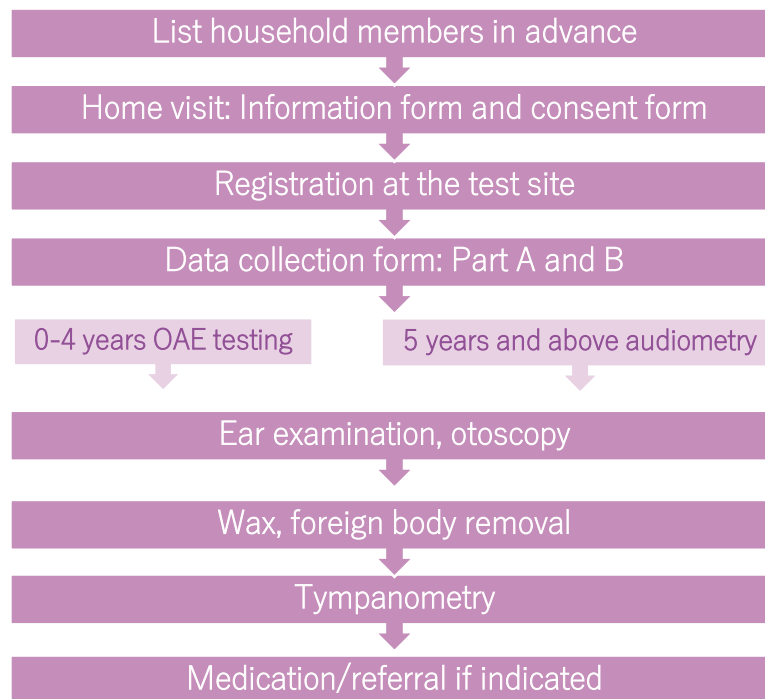 List household members in advance
Home visit: Information form and consent form
Registration at the test site
Data collection form: Part A and B
0-4 years OAE testing
5 years and above audiometry
Ear examination, otoscopy
Wax, foreign body removal
Tympanometry
Medication/referral if indicated